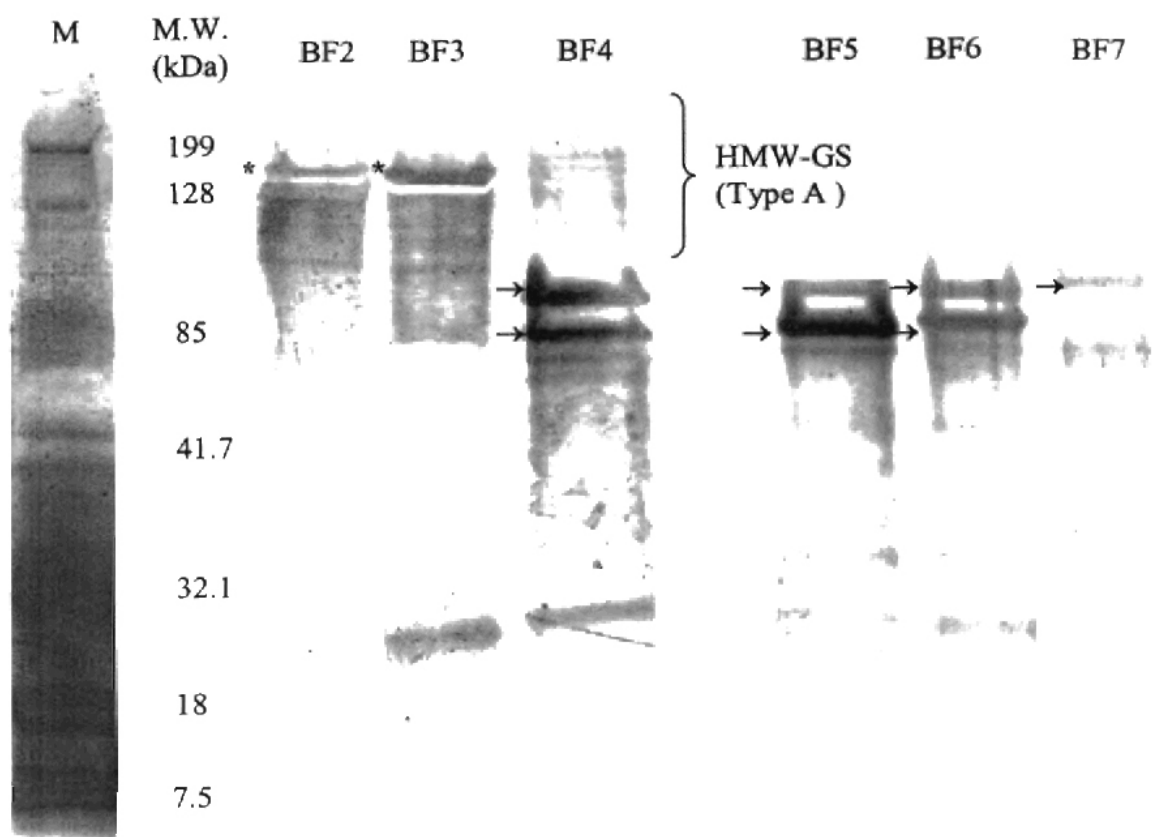 M
M.W.
(kDa)
BF2
BF3
BF4
BF5
BF6
BF7
199
128
85
41.7
32.1
18
7.5
*
*
HMW-GS
(Type A )